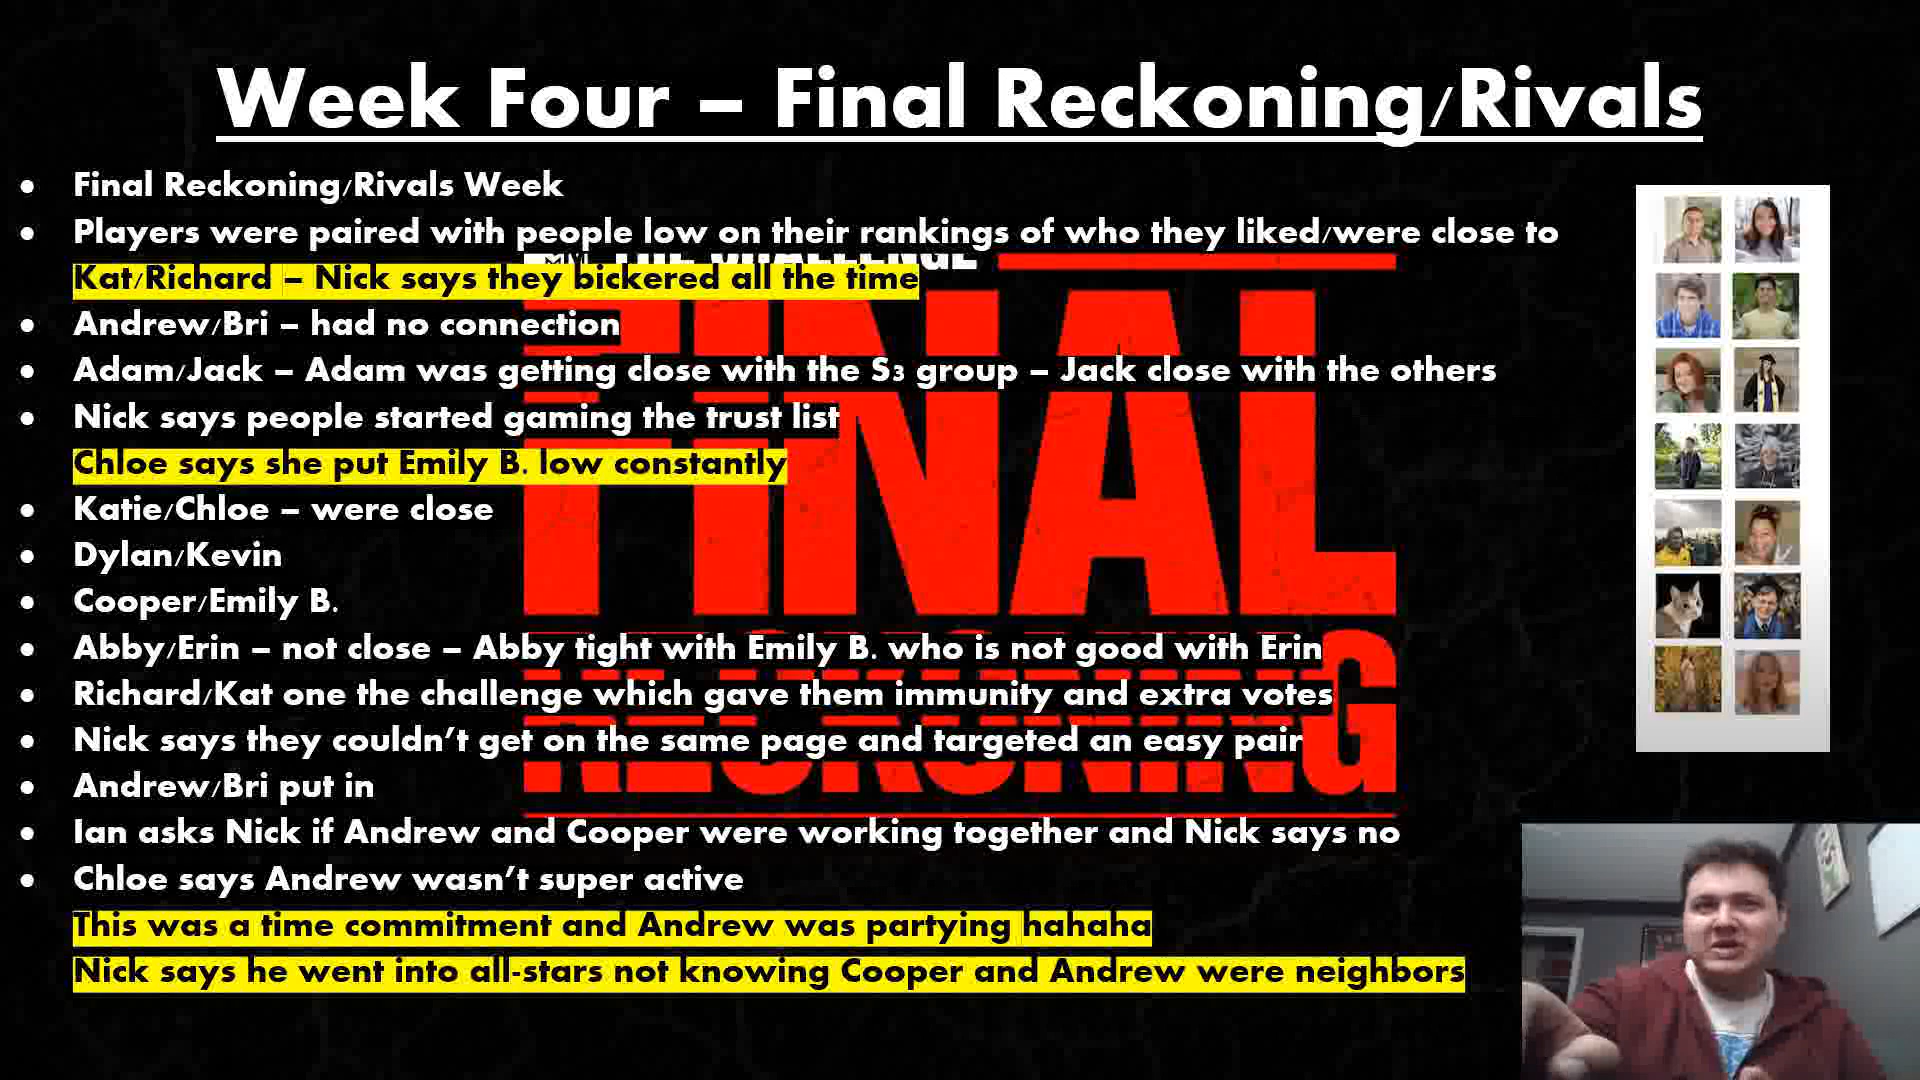 Week Four – Final Reckoning/Rivals
• Final Reckoning/Rivals Week
• Players were paired with people low on their rankings of who they liked/were close to
THE CHALLENGE
Kat/Richard – Nick says they bickered all the time
• Andrew/Bri – had no connection
• Adam/Jack – Adam was getting close with the S3 group – Jack close with the others
• Nick says people started gaming the trust list
Chloe says she put Emily B. low constantly
FINAL
• Katie/Chloe – were close
• Dylan/Kevin
• Cooper/Emily B.
• Abby/Erin – not close – Abby tight with Emily B. who is not good with Erin
• Richard/Kat one the challenge which gave them immunity and extra votes
RECKONING
• Nick says they couldn't get on the same page and targeted an easy pair
• Andrew/Bri put in
• Ian asks Nick if Andrew and Cooper were working together and Nick says no
• Chloe says Andrew wasn't super active
This was a time commitment and Andrew was partying hahaha
Nick says he went into all-stars not knowing Cooper and Andrew were neighbors